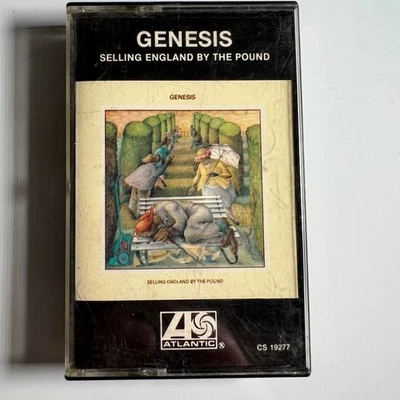 GENESIS
SELLING ENGLAND BY THE POUND
GENESIS
SELLING ENGLAND BY THE POUND
ATLANTIC®
CS 19277